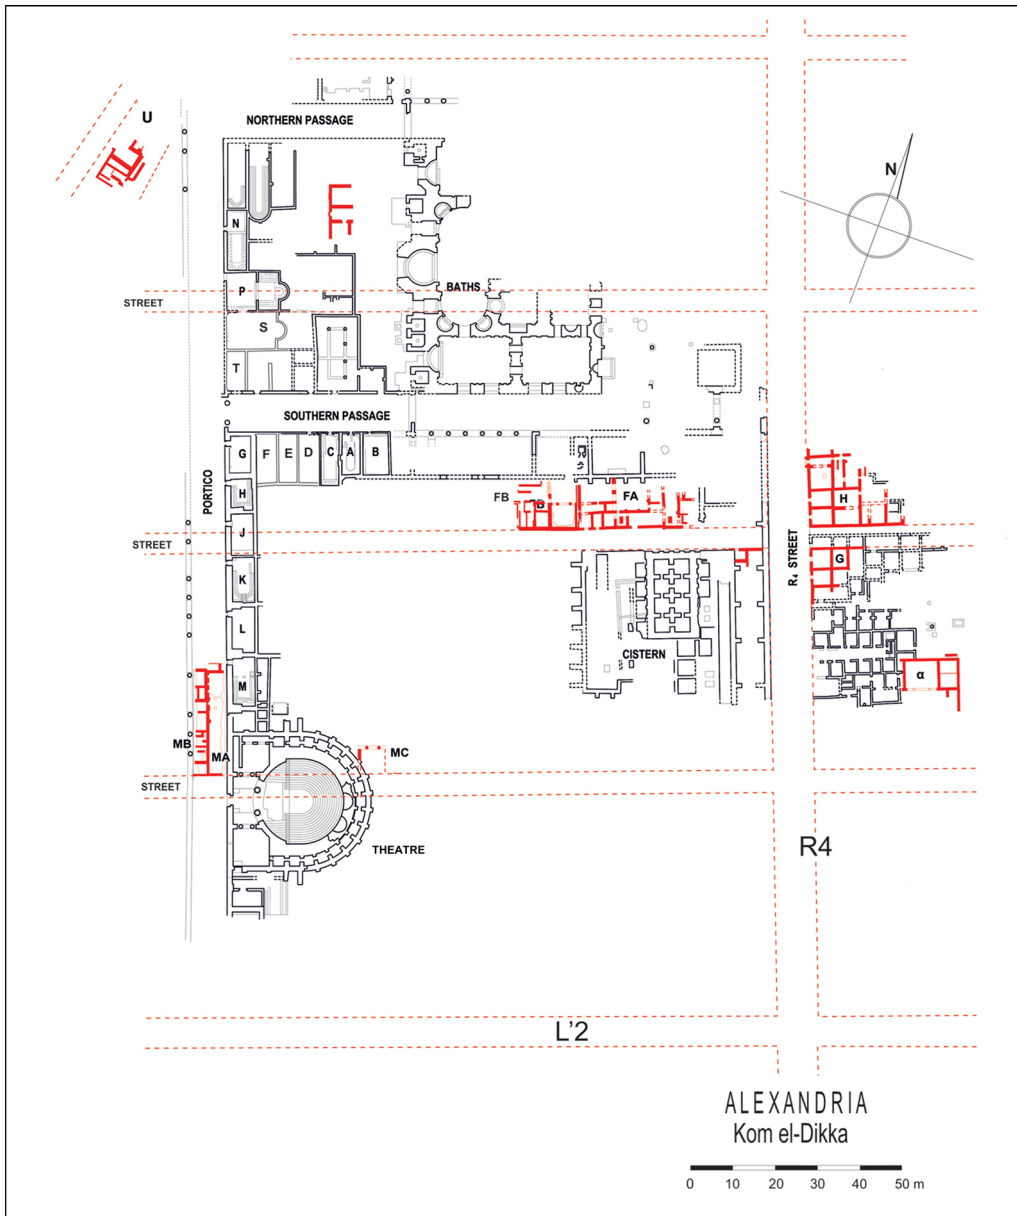 U
NORTHERN PASSAGE
N
N
P
BATHS
STREET
S
T
SOUTHERN PASSAGE
G
F
E
D
C
A
B
PORTICO
H
FB
FB
FA
H
J
STREET
R4 STREET
G
K
L
CISTERN
M
α
MB
MA
MC
STREET
THEATRE
R4
L'2
ALEXANDRIA
Kom el-Dikka
0 10 20 30 40 50 m